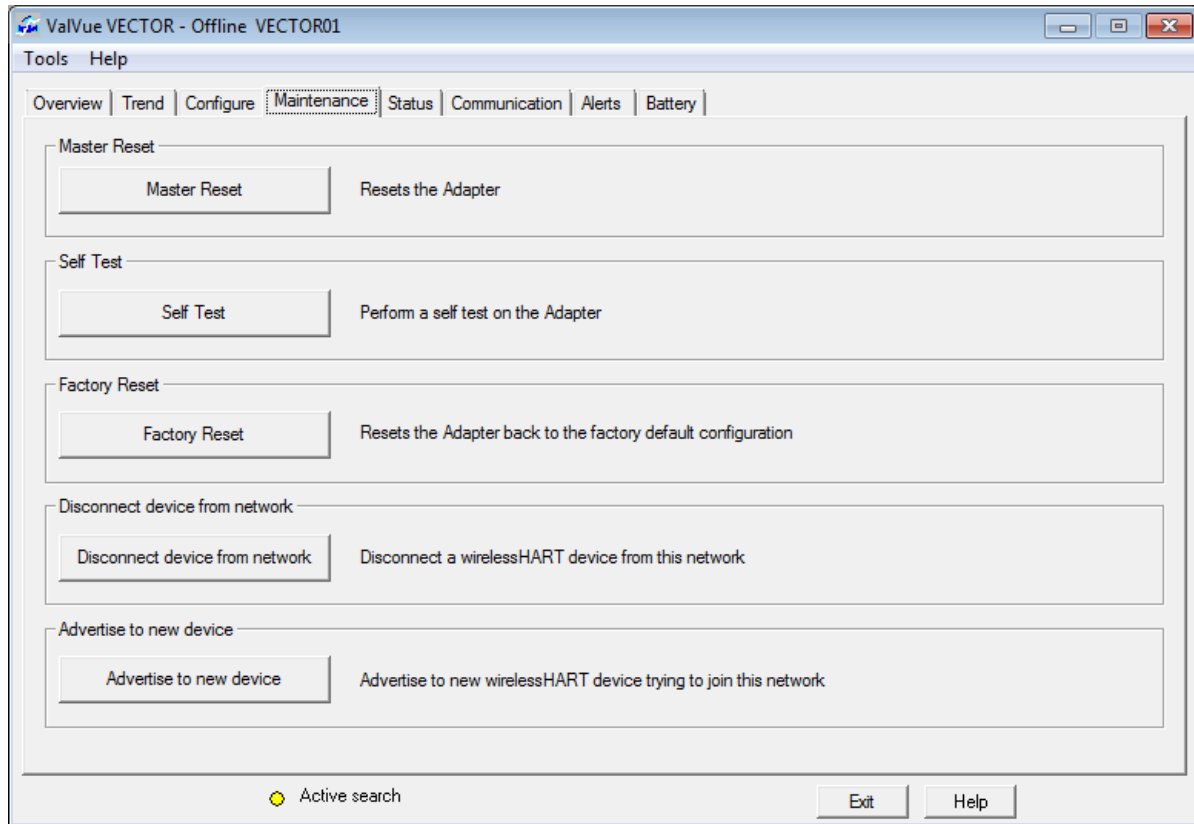 ValVue VECTOR - Offline VECTOR01
Tools Help
Overview Trend Configure Maintenance Status Communication Alerts Battery
Master Reset
Master Reset Resets the Adapter
Self Test
Self Test Perform a self test on the Adapter
Factory Reset
Factory Reset Resets the Adapter back to the factory default configuration
Disconnect device from network
Disconnect device from network Disconnect a wirelessHART device from this network
Advertise to new device
Advertise to new device Advertise to new wirelessHART device trying to join this network
Active search Exit Help